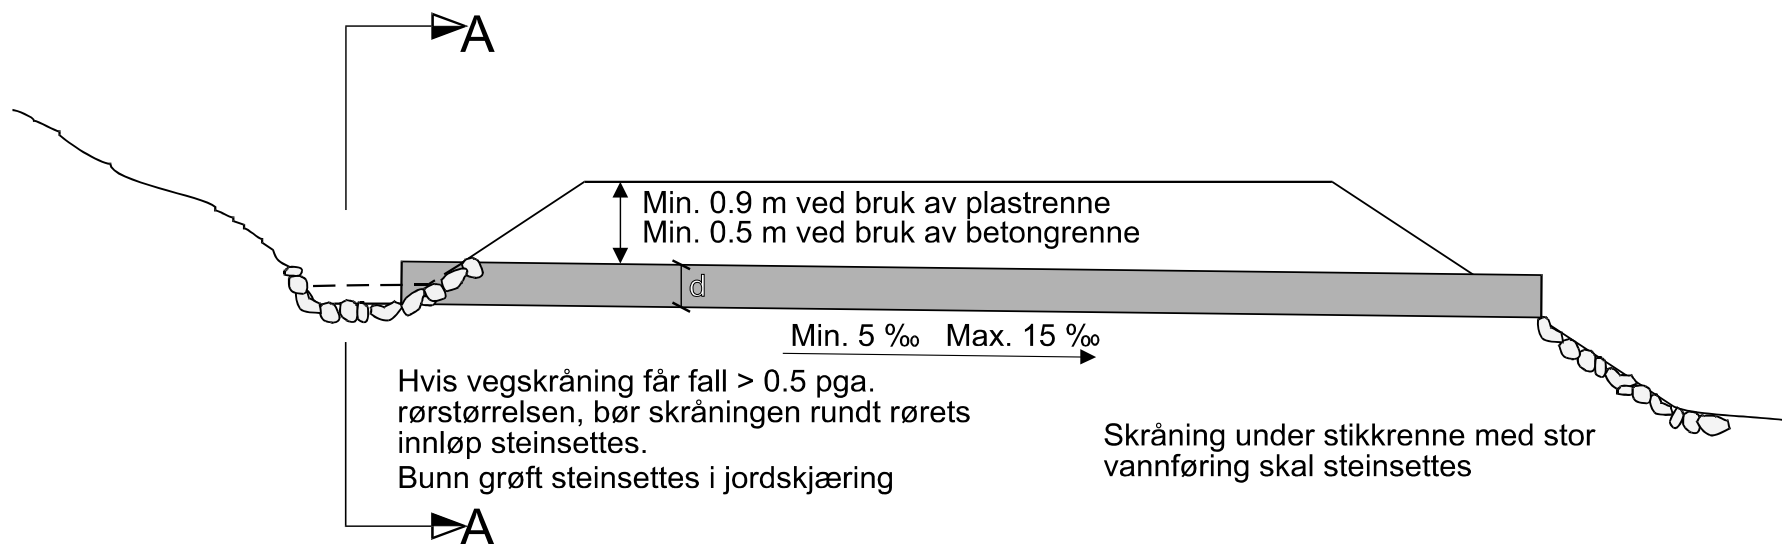 A
Min. 0.9 m ved bruk av plastrenne
Min. 0.5 m ved bruk av betongrenne
d
Min. 5 ‰ Max. 15 ‰
Hvis vegskråning får fall > 0.5 pga.
rørstørrelsen, bør skråningen rundt rørets
innløp steinsettes.
Bunn grøft steinsettes i jordskjæring
Skråning under stikkrenne med stor
vannføring skal steinsettes
A